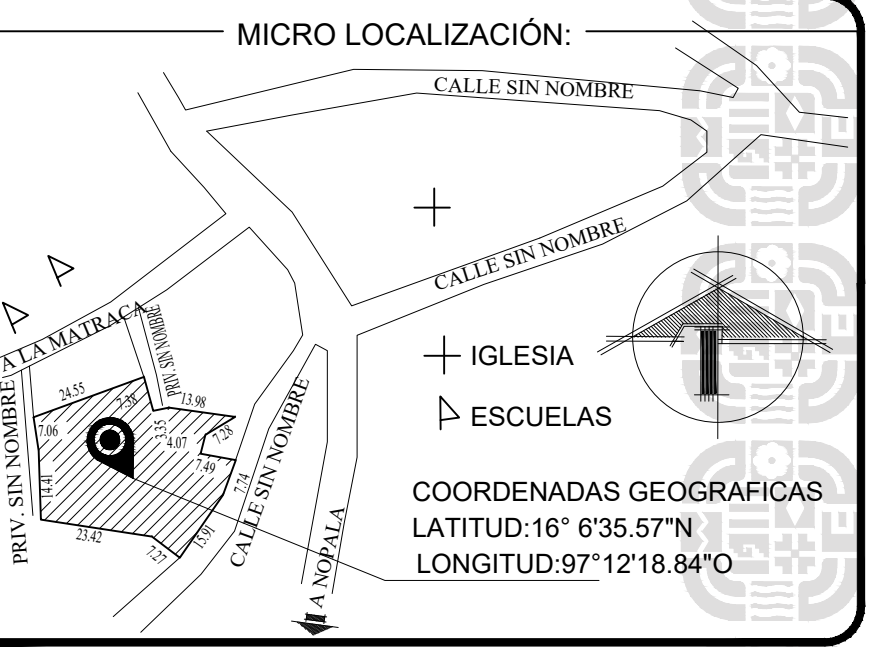 MICRO LOCALIZACIÓN:
CALLE SIN NOMBRE
CALLE SIN NOMBRE
A LA MATRACA
PRIV. SIN NOMBRE
IGLESIA
ESCUELAS
24.55
7.38
13.98
7.06
3.35
4.07
7.28
7.49
14.41
7.74
23.42
7.27
15.91
PRIV. SIN NOMBRE
CALLE SIN NOMBRE
A NOPALA
COORDENADAS GEOGRAFICAS
LATITUD:16° 6'35.57"N
LONGITUD:97°12'18.84"O